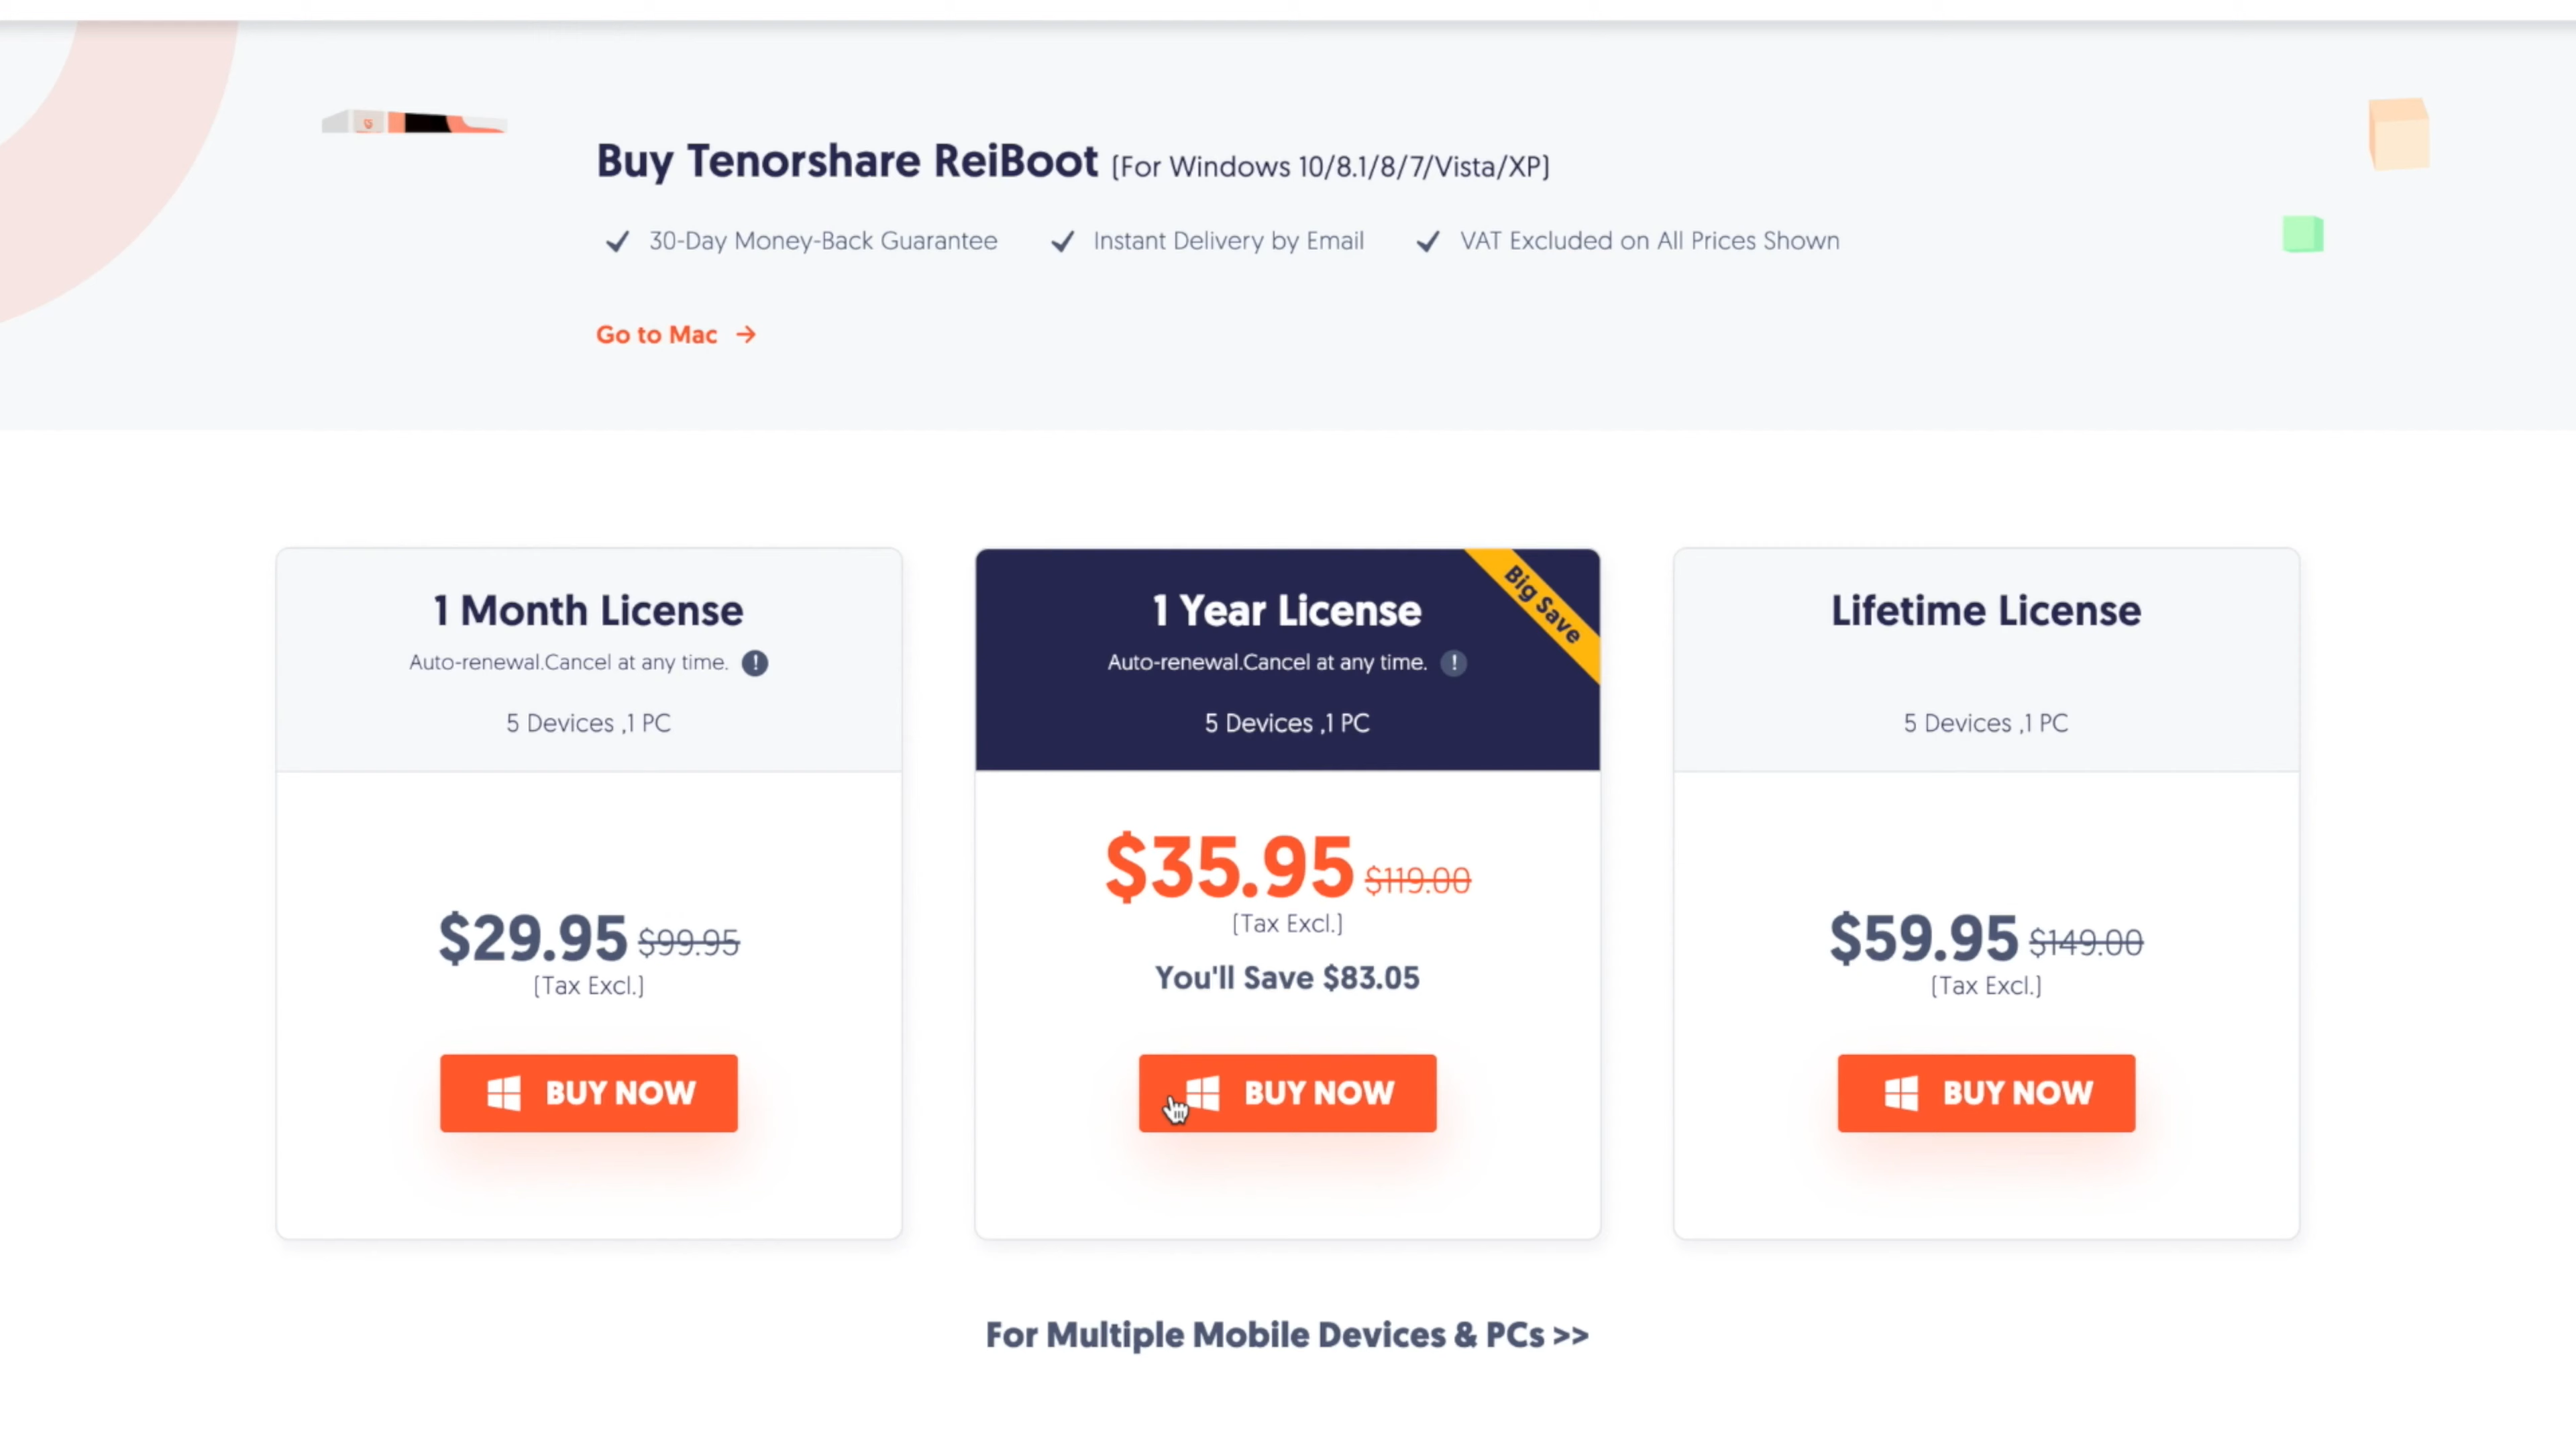 Buy Tenorshare ReiBoot (For Windows 10/8.1/8/7/Vista/XP)
30-Day Money-Back Guarantee Instant Delivery by Email VAT Excluded on All Prices Shown
Go to Mac →
1 Month License
Auto-renewal.Cancel at any time. !
5 Devices ,1 PC
$29.95 $99.95
(Tax Excl.)
BUY NOW
Big Save
1 Year License
Auto-renewal.Cancel at any time. !
5 Devices ,1 PC
$35.95 $119.00
(Tax Excl.)
You'll Save $83.05
BUY NOW
Lifetime License
5 Devices ,1 PC
$59.95 $149.00
(Tax Excl.)
BUY NOW
For Multiple Mobile Devices & PCs >>